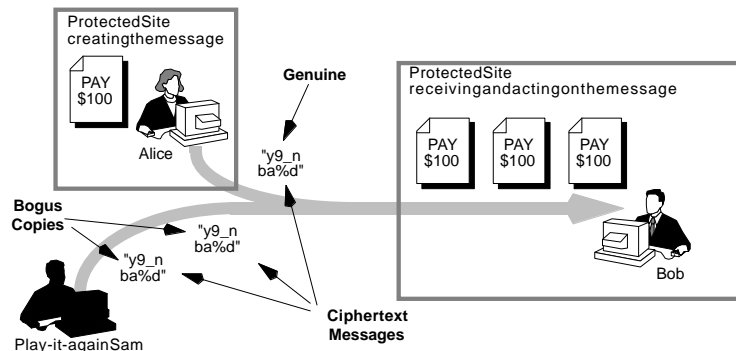 ProtectedSite
creatingthemessage
PAY
$100
Alice
Genuine
"y9_n
ba%d"
ProtectedSite
receivingandactingonthemessage
PAY
$100
PAY
$100
PAY
$100
Bob
Bogus
Copies
"y9_n
ba%d"
"y9_n
ba%d"
Ciphertext
Messages
Play-it-againSam